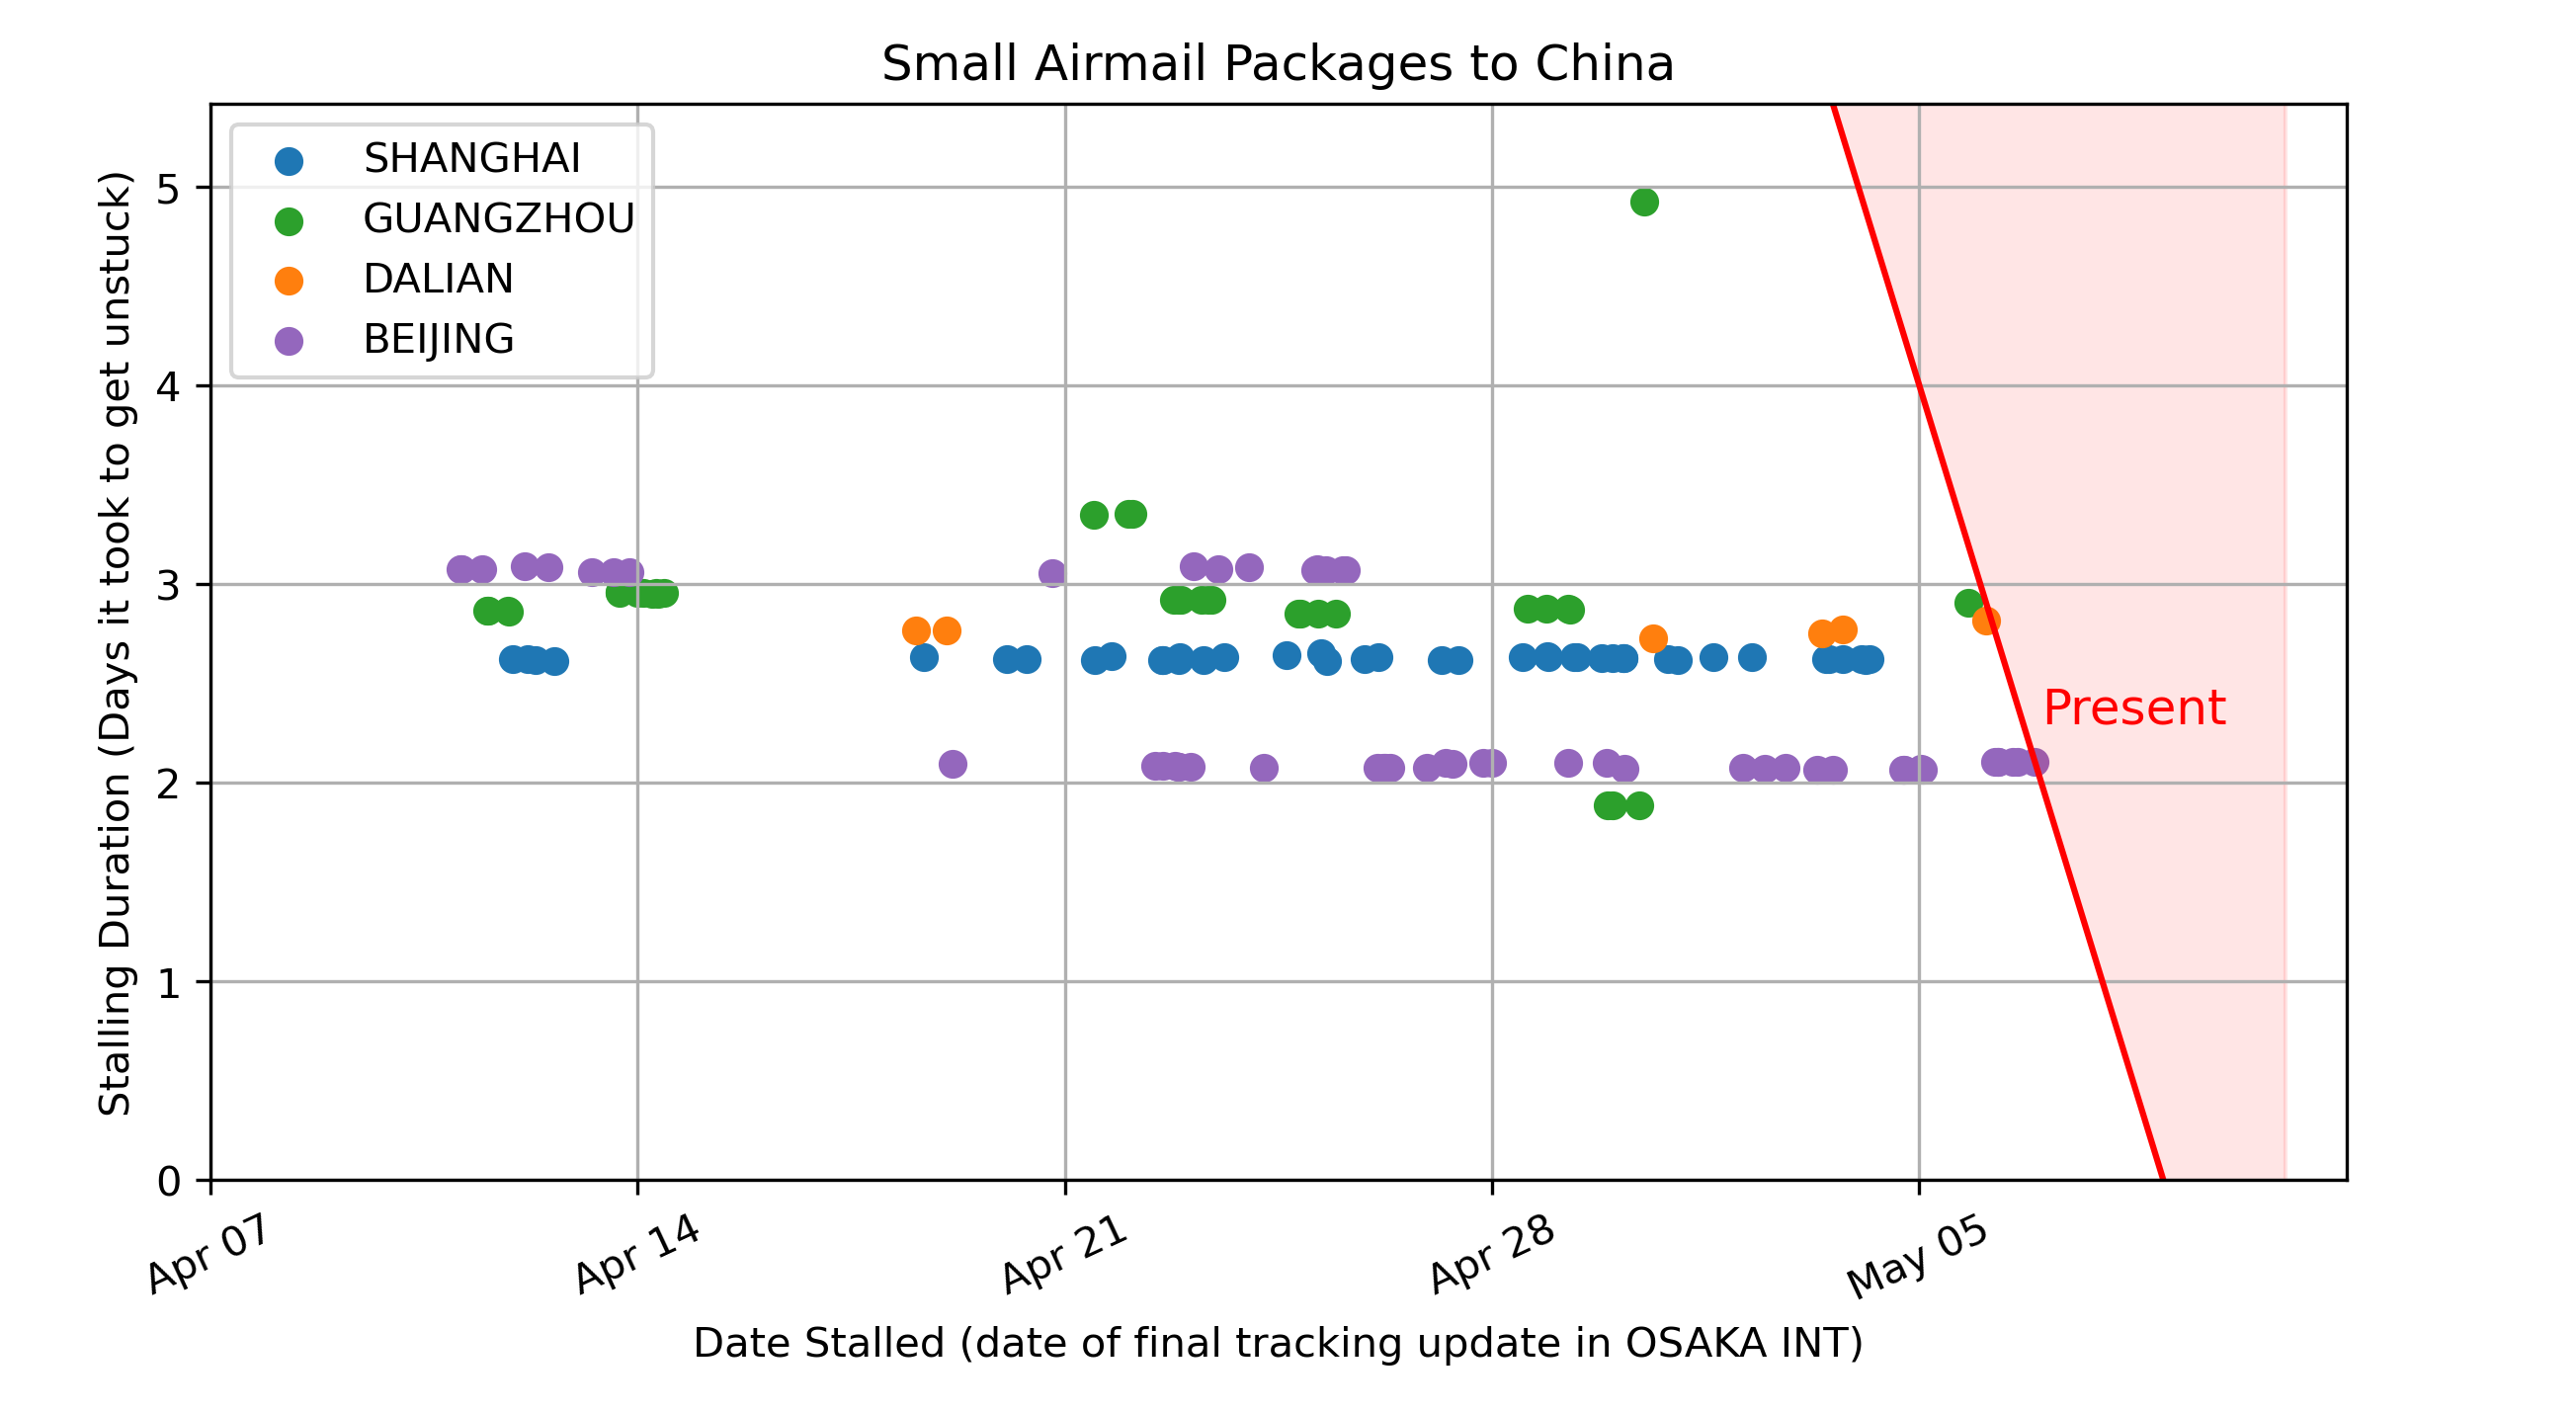 Small Airmail Packages to China
SHANGHAI
GUANGZHOU
DALIAN
BEIJING
Stalling Duration (Days it took to get unstuck)
5
4
3
2
1
0
Present
Apr 07
Apr 14
Apr 21
Apr 28
May 05
Date Stalled (date of final tracking update in OSAKA INT)